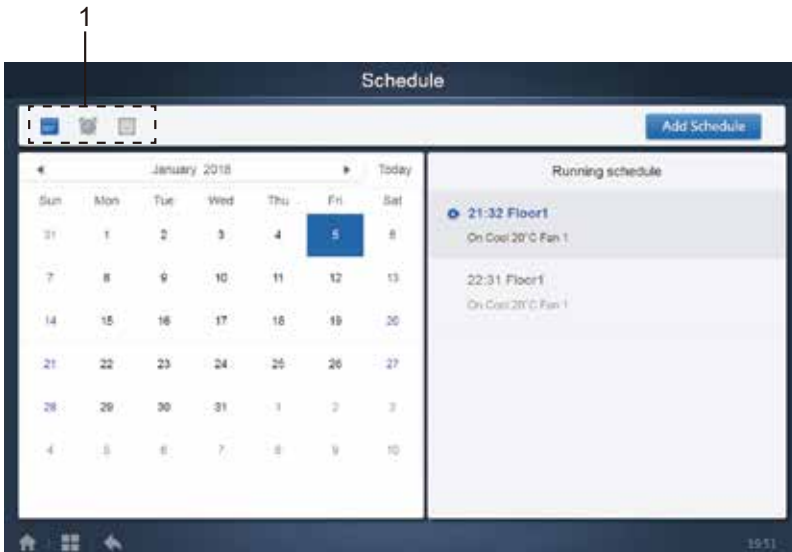 1
Schedule
Add Schedule
January 2018 Today
Running schedule
Sun Mon Tue Wed Thu Fri Sat
21:32 Floor1
On Cool 20°C Fan 1
31 1 2 3 4 5 6
7 8 9 10 11 12 13
22:31 Floor1
On Cool 20°C Fan 1
14 15 16 17 18 19 20
21 22 23 24 25 26 27
28 29 30 31 1 2 3
4 5 6 7 8 9 10
19:51